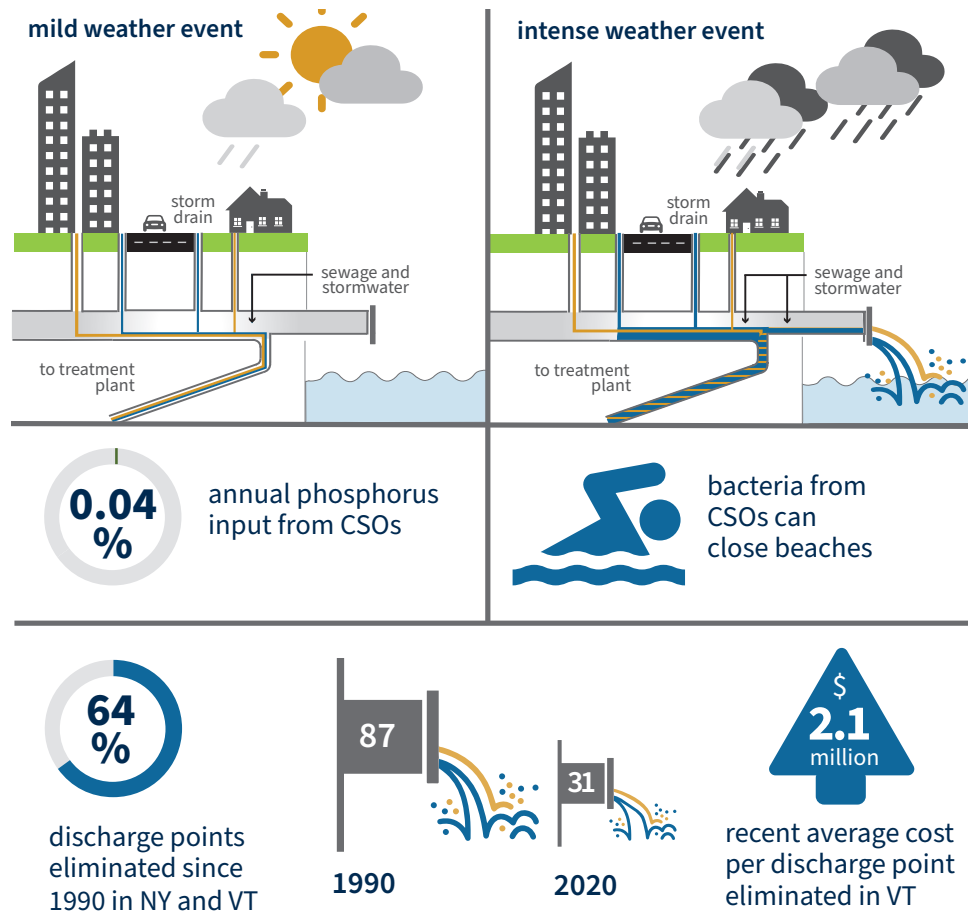 mild weather event
storm
drain
sewage and
stormwater
to treatment
plant
intense weather event
storm
drain
sewage and
stormwater
to treatment
plant
0.04
%
annual phosphorus
input from CSOs
bacteria from
CSOs can
close beaches
64
%
discharge points
eliminated since
1990 in NY and VT
87
1990
31
2020
$
2.1
million
recent average cost
per discharge point
eliminated in VT